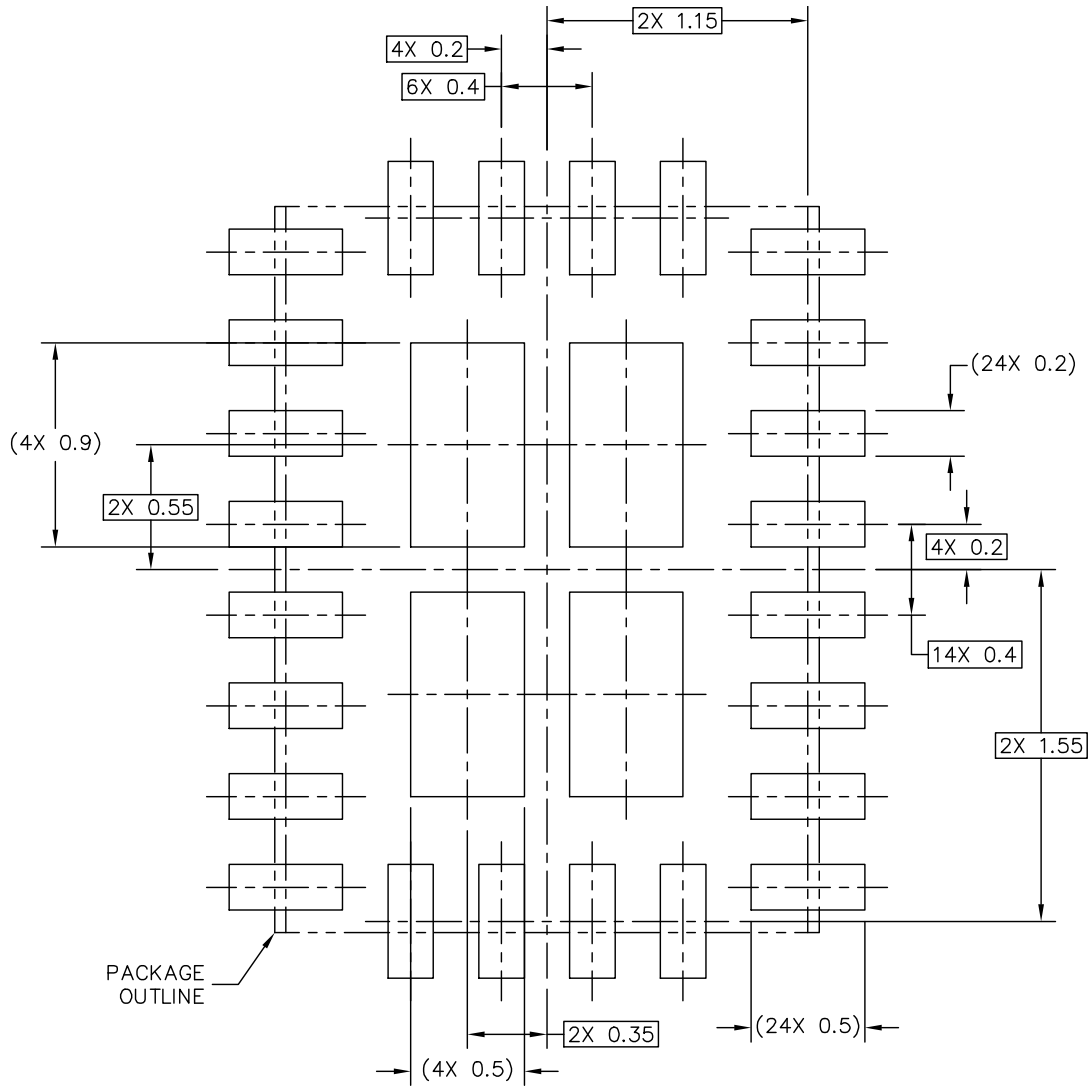 2X 1.15
4X 0.2
6X 0.4
(24X 0.2)
(4X 0.9)
2X 0.55
4X 0.2
14X 0.4
2X 1.55
PACKAGE
OUTLINE
2X 0.35
(24X 0.5)
(4X 0.5)